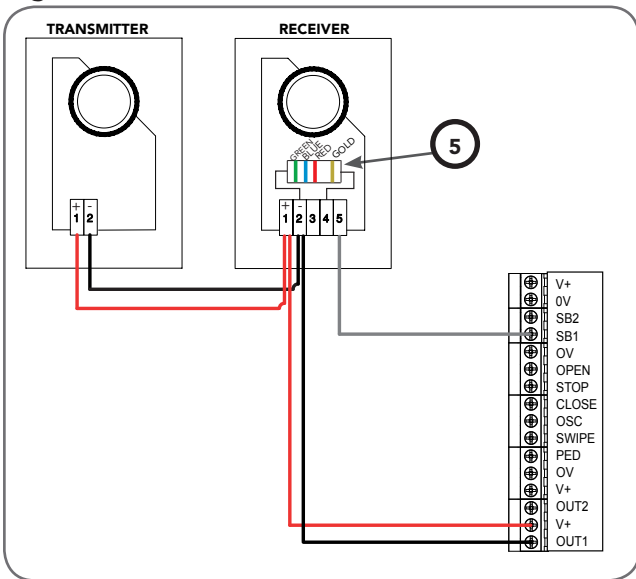 TRANSMITTER
RECEIVER
GREEN
BLUE
RED
GOLD
5
+ -
1 2
+ -
1 2 3 4 5
V+
0V
SB2
SB1
OV
OPEN
STOP
CLOSE
OSC
SWIPE
PED
OV
V+
OUT2
V+
OUT1